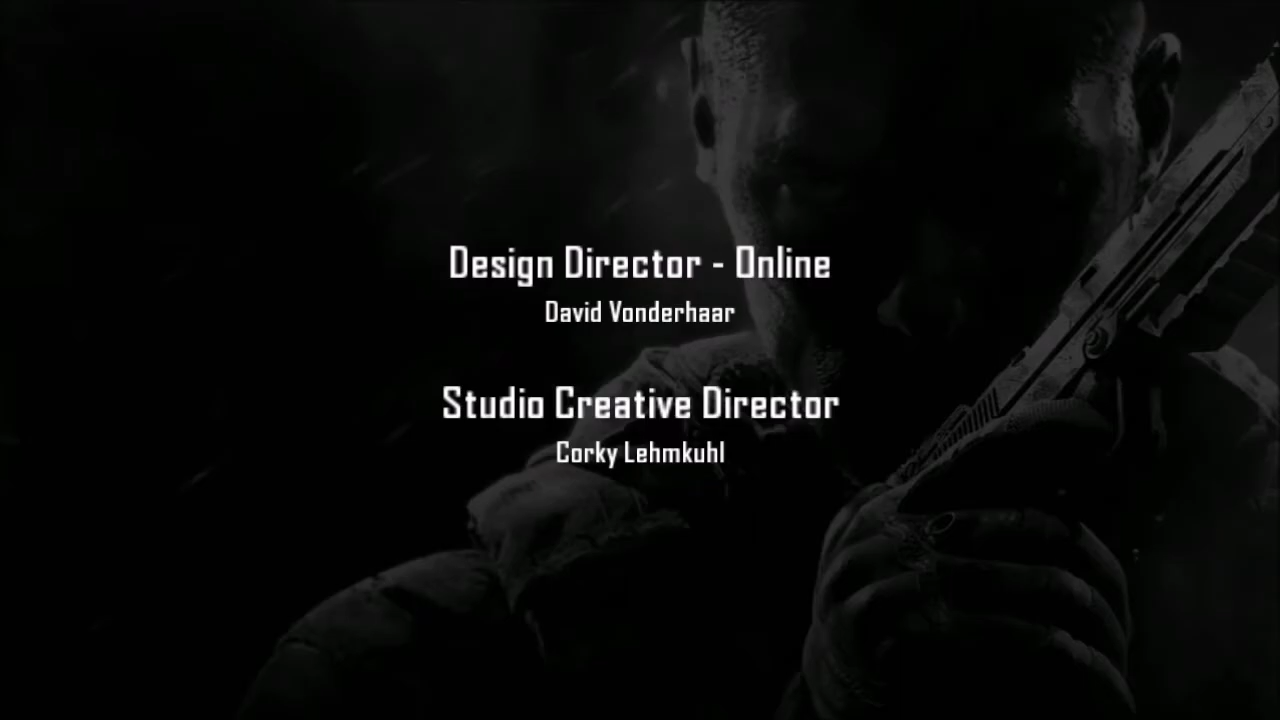 Design Director - Online
David Vonderhaar
Studio Creative Director
Corky Lehmkuhl